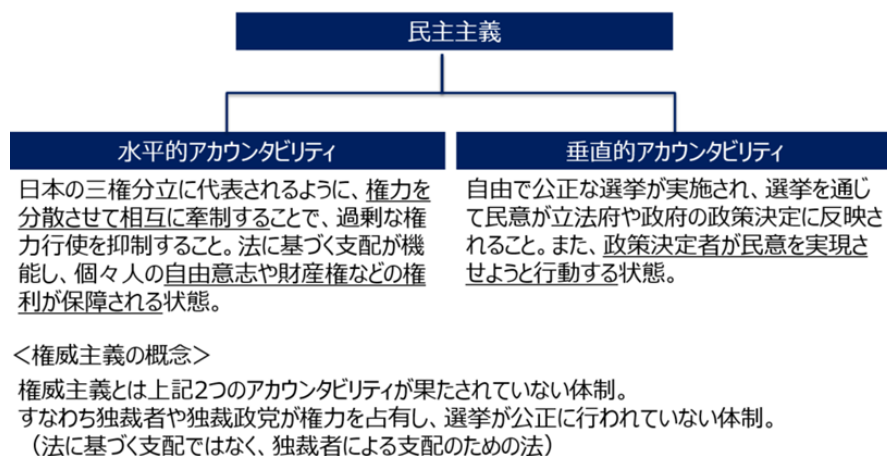 民主主義
水平的アカウンタビリティ
日本の三権分立に代表されるように、権力を
分散させて相互に牽制することで、過剰な権
力行使を抑制すること。法に基づく支配が機
能し、個々人の自由意志や財産権などの権
利が保障される状態。
垂直的アカウンタビリティ
自由で公正な選挙が実施され、選挙を通じ
て民意が立法府や政府の政策決定に反映さ
れること。また、政策決定者が民意を実現さ
せようと行動する状態。
＜権威主義の概念＞
権威主義とは上記2つのアカウンタビリティが果たされていない体制。
すなわち独裁者や独裁政党が権力を占有し、選挙が公正に行われていない体制。
（法に基づく支配ではなく、独裁者による支配のための法）